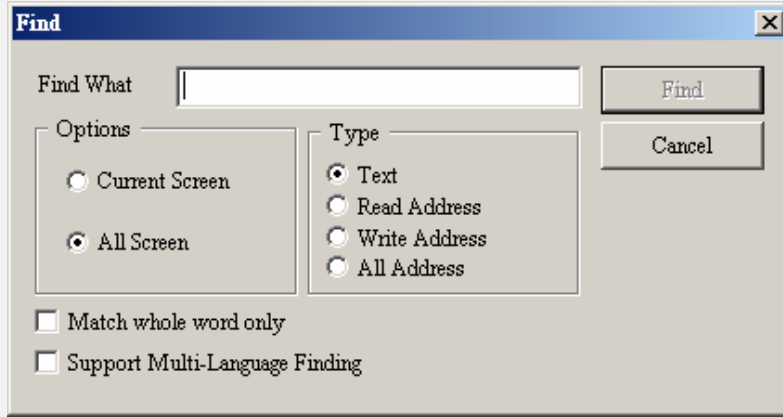 Find
Find What
Find
Cancel
Options
Current Screen
All Screen
Type
Text
Read Address
Write Address
All Address
Match whole word only
Support Multi-Language Finding